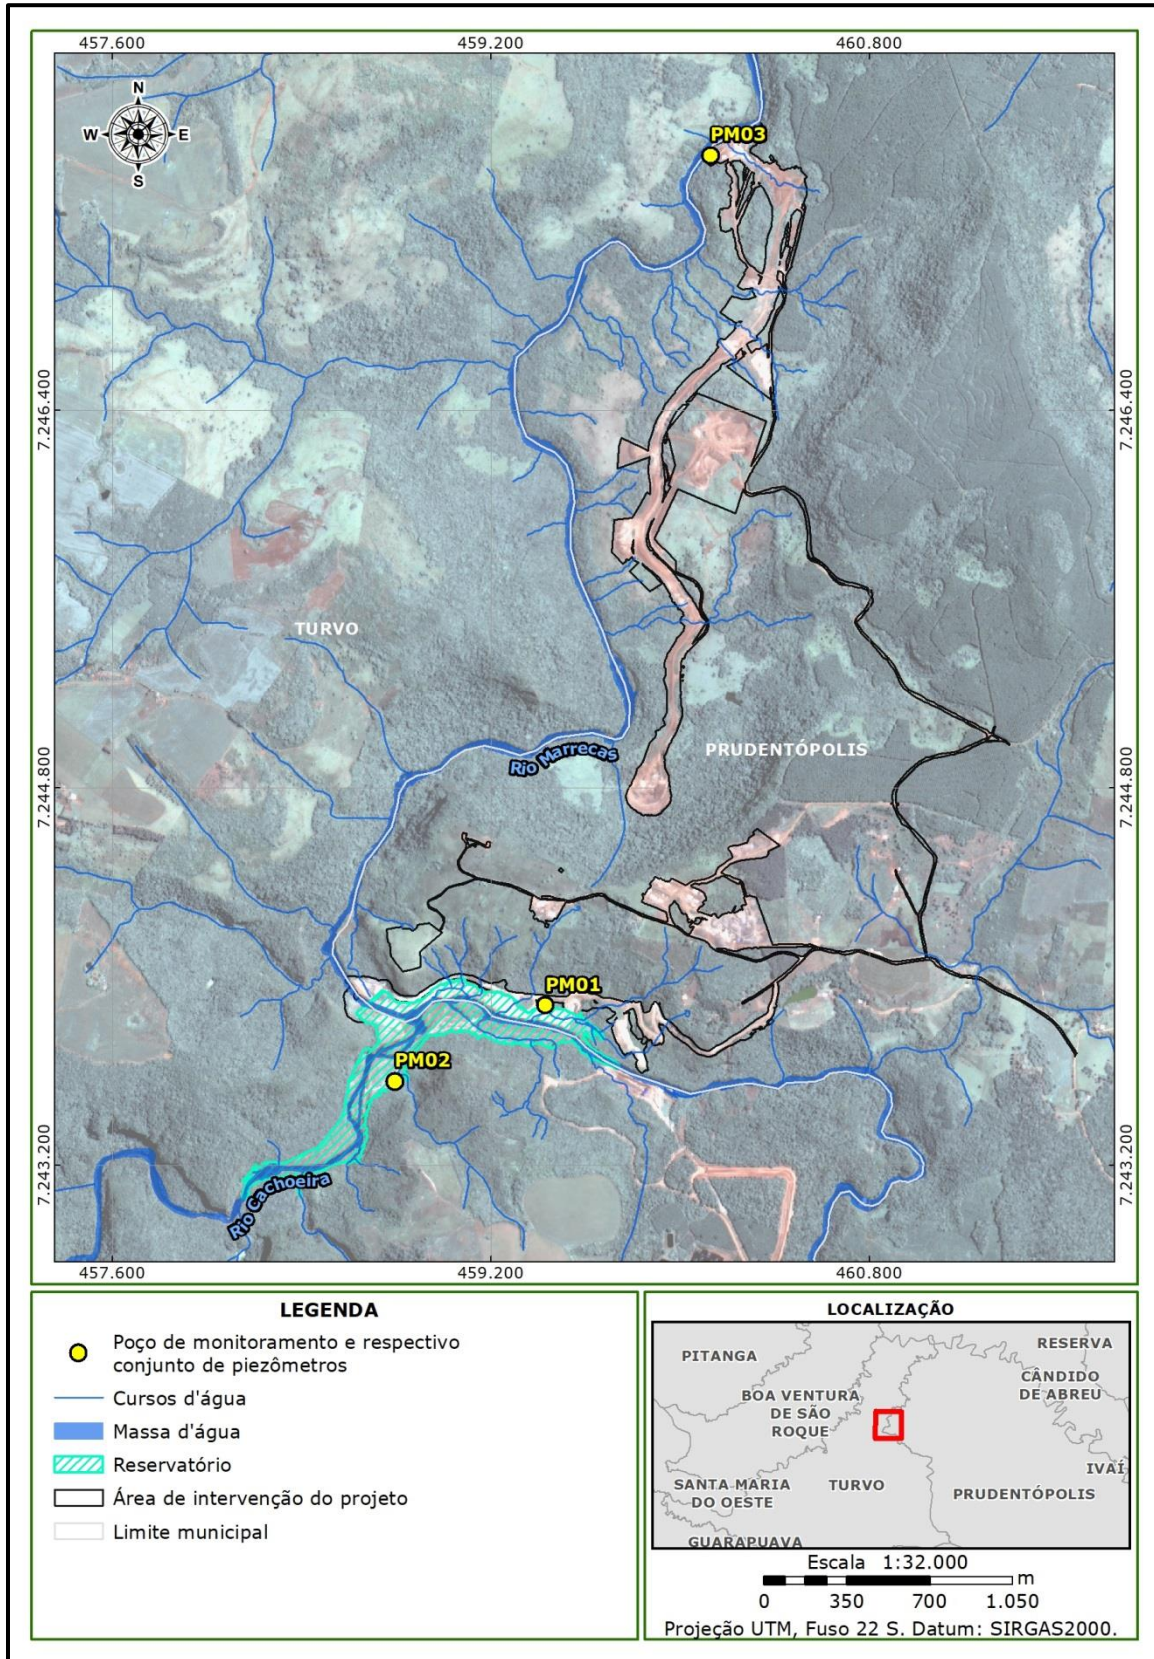 457.600
459.200
460.800
N
W
E
S
PM03
7.246.400
7.246.400
TURVO
PRUDENTÓPOLIS
Rio Marrecas
7.244.800
7.244.800
PM01
PM02
7.243.200
7.243.200
Rio Cachoeira
457.600
459.200
460.800
LEGENDA
Poço de monitoramento e respectivo
conjunto de piezômetros
Cursos d'água
Massa d'água
Reservatório
Área de intervenção do projeto
Limite municipal
LOCALIZAÇÃO
PITANGA
RESERVA
CÂNDIDO
DE ABREU
BOA VENTURA
DE SÃO
ROQUE
IVAÍ
SANTA MARIA
DO OESTE
TURVO
PRUDENTÓPOLIS
GUARAPUAVA
Escala 1:32.000
m
0 350 700 1.050
Projeção UTM, Fuso 22 S. Datum: SIRGAS2000.